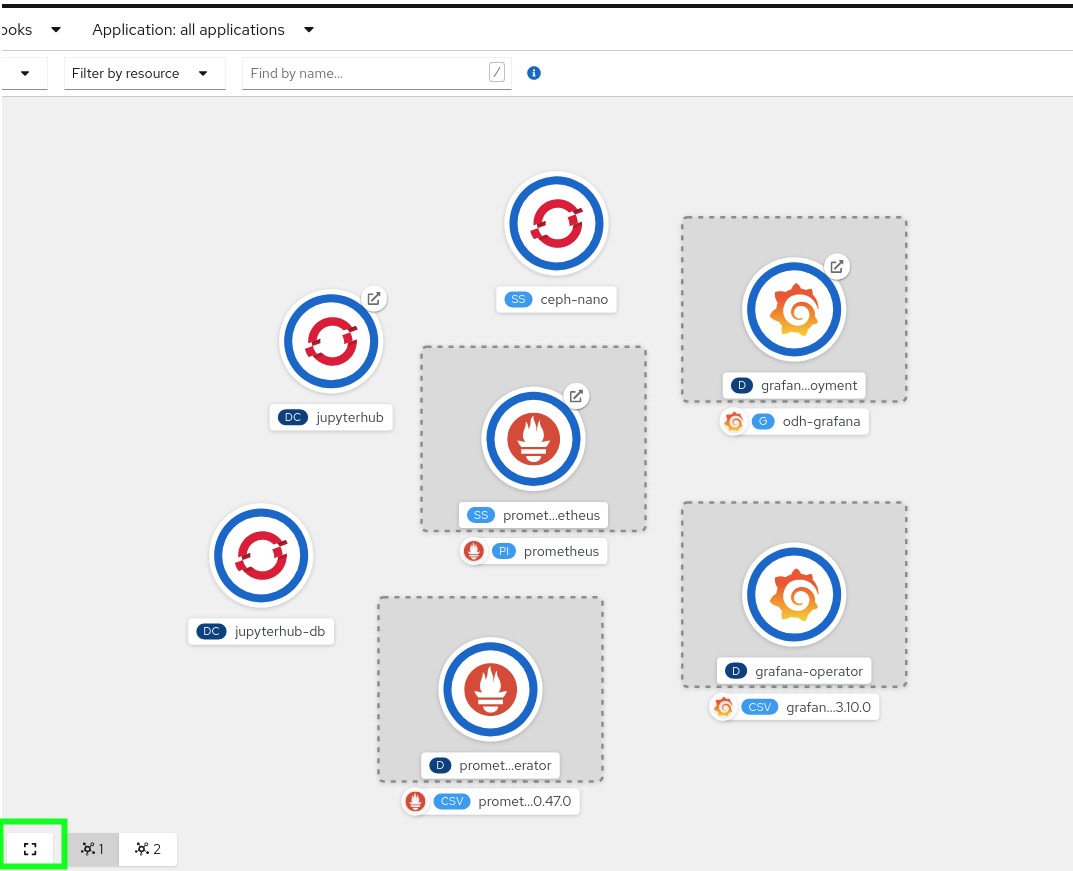 ooks
Application: all applications
Filter by resource
Find by name...
/
i
SS ceph-nano
DC jupyterhub
D grafan...oyment
G odh-grafana
SS promet...etheus
PI prometheus
DC jupyterhub-db
D grafana-operator
CSV grafan...3.10.0
D promet...erator
CSV promet...0.47.0
1
2